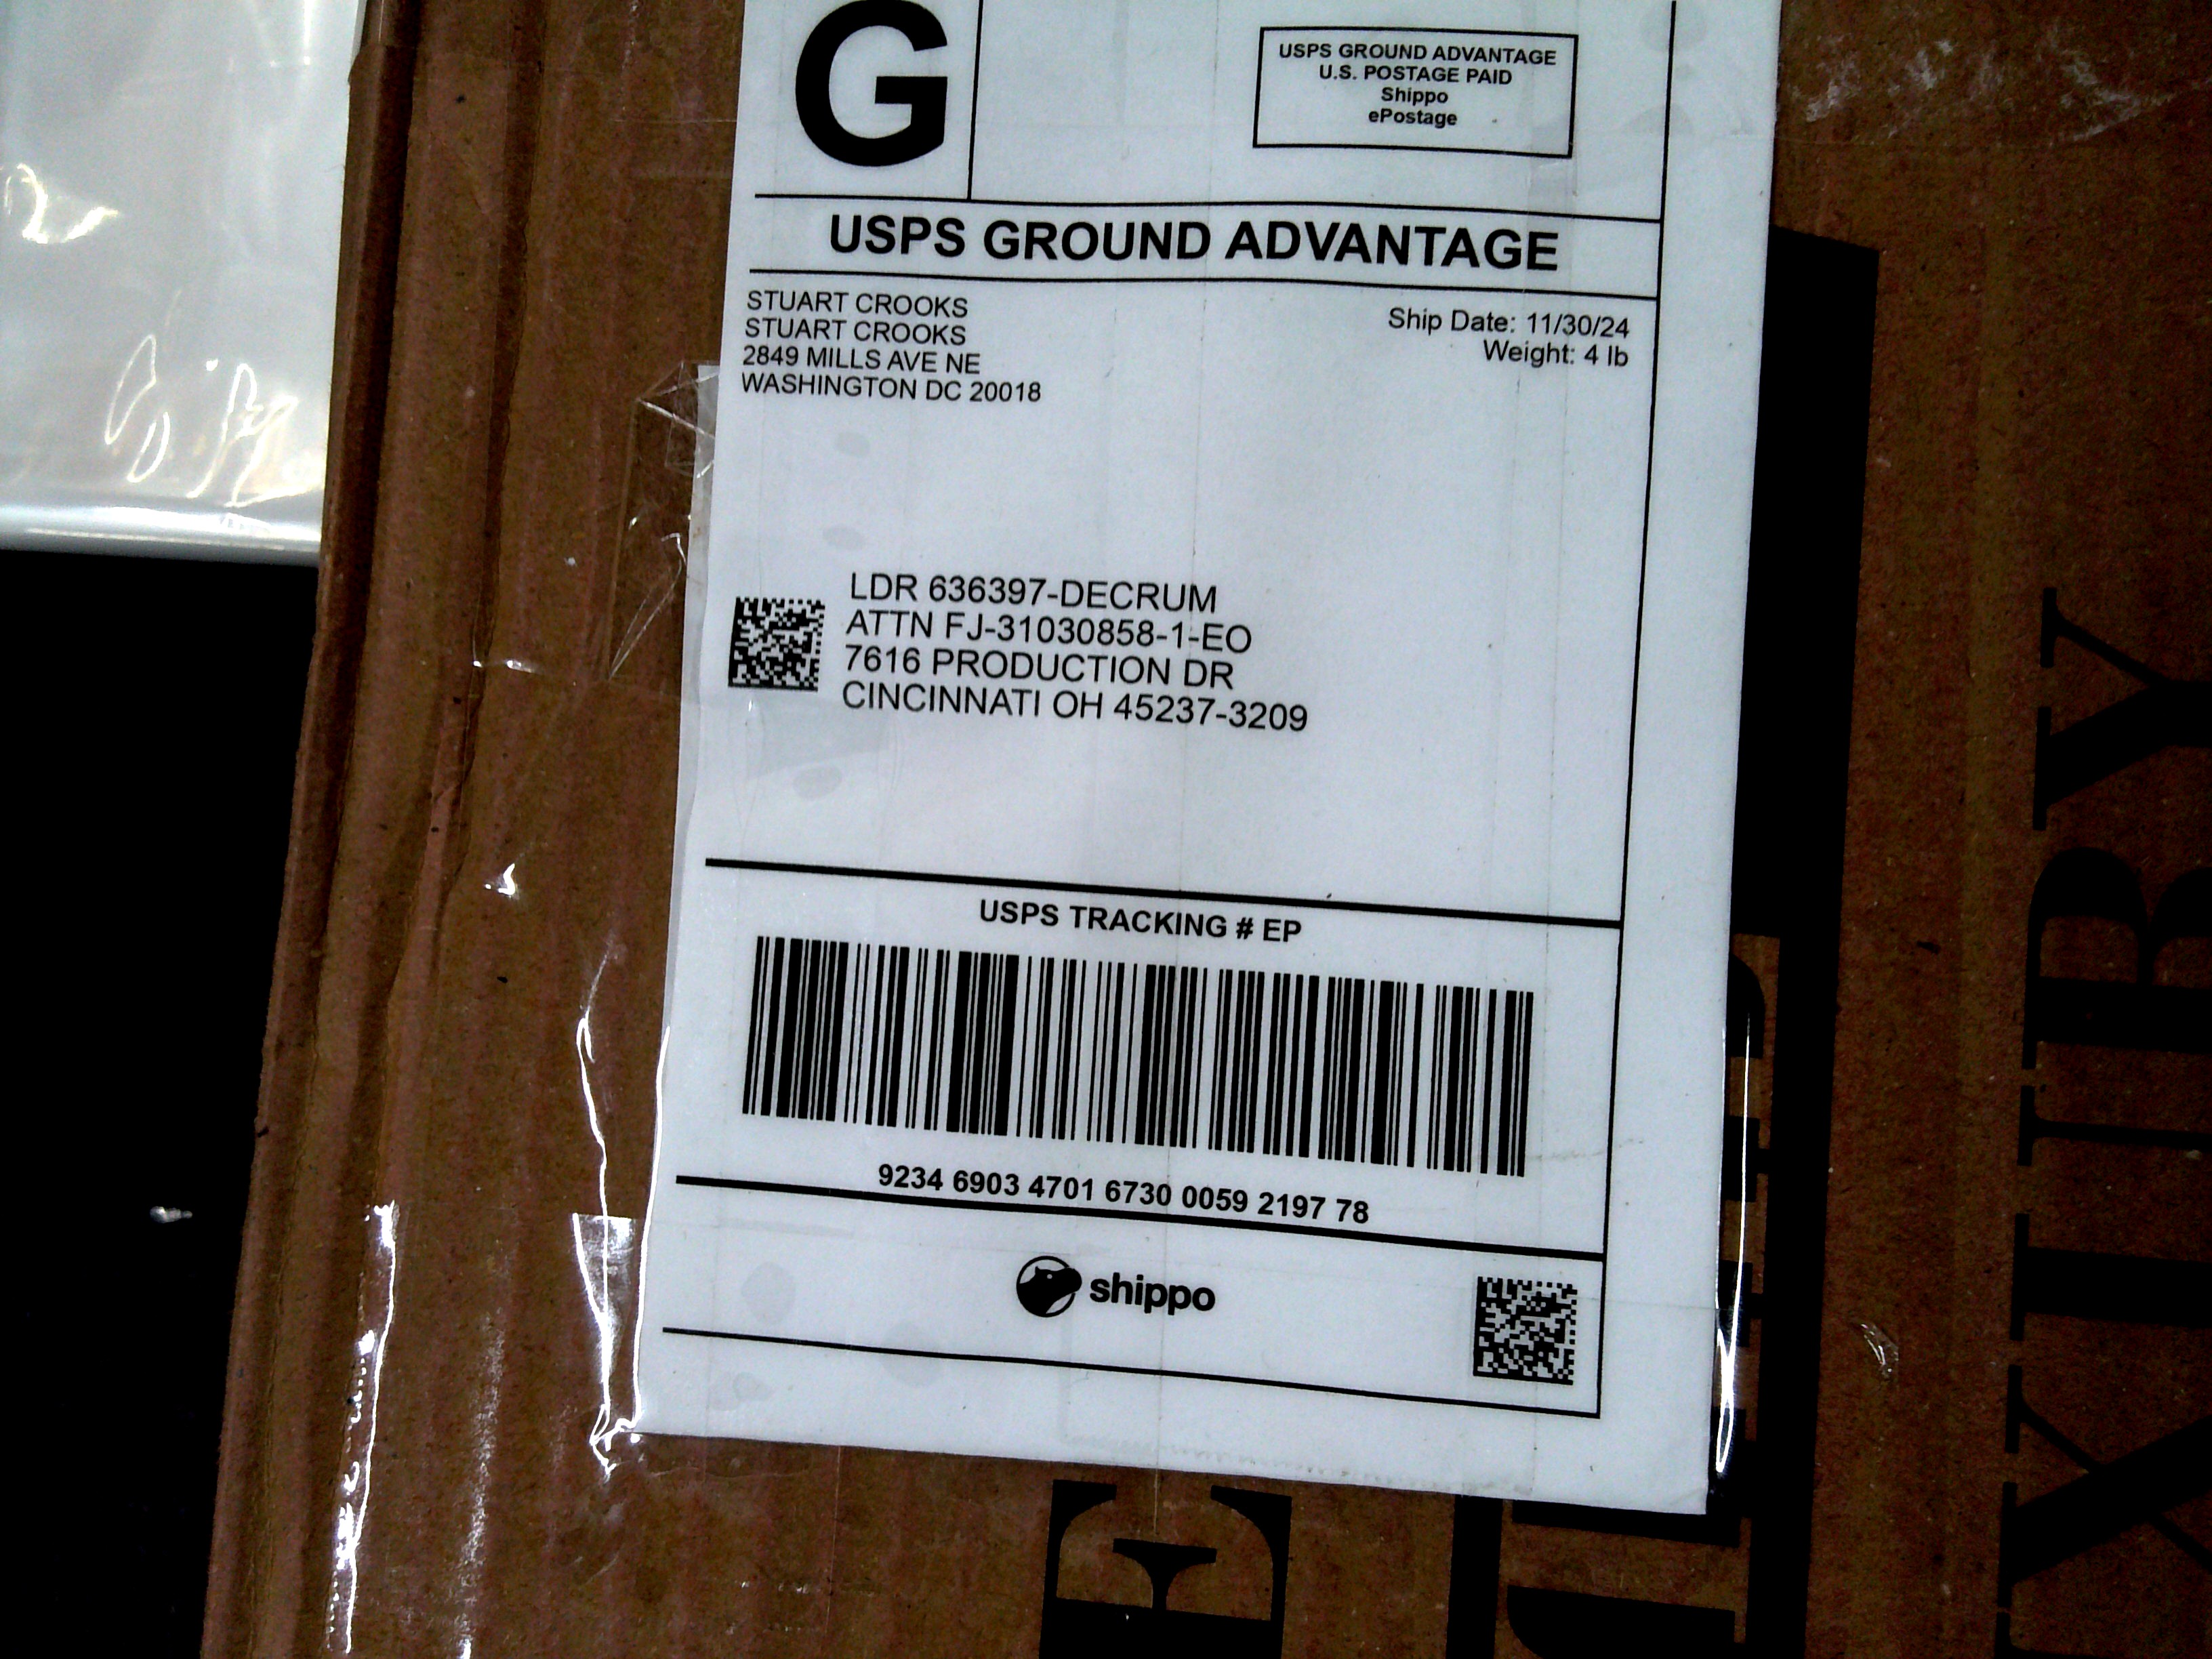 G
USPS GROUND ADVANTAGE
U.S. POSTAGE PAID
Shippo
ePostage
USPS GROUND ADVANTAGE
STUART CROOKS
STUART CROOKS
2849 MILLS AVE NE
WASHINGTON DC 20018
Ship Date: 11/30/24
Weight: 4 lb
LDR 636397-DECRUM
ATTN FJ-31030858-1-EO
7616 PRODUCTION DR
CINCINNATI OH 45237-3209
USPS TRACKING # EP
9234 6903 4701 6730 0059 2197 78
shippo